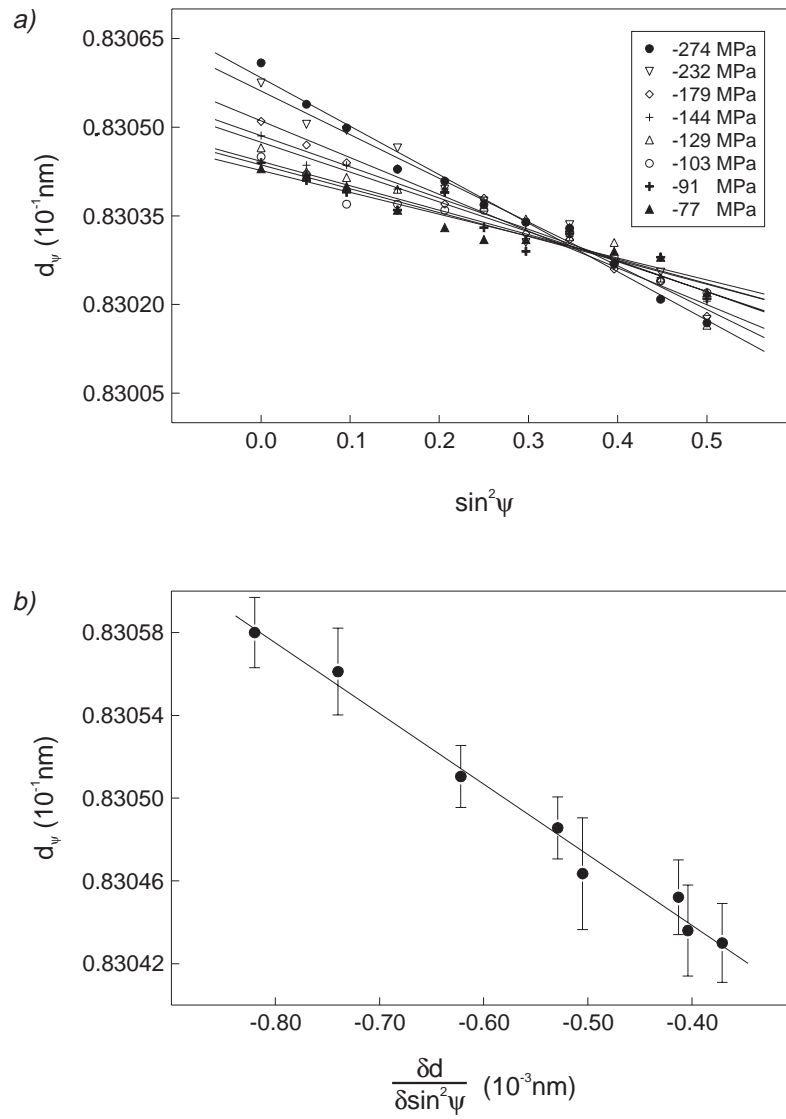 a)
0.83065
0.83050
0.83035
0.83020
0.83005
d_ψ (10⁻¹nm)
-274 MPa
-232 MPa
-179 MPa
-144 MPa
-129 MPa
-103 MPa
-91 MPa
-77 MPa
0.0 0.1 0.2 0.3 0.4 0.5
sin²ψ
b)
0.83058
0.83054
0.83050
0.83046
0.83042
d_ψ (10⁻¹nm)
-0.80 -0.70 -0.60 -0.50 -0.40
δd
δsin²ψ (10⁻³nm)